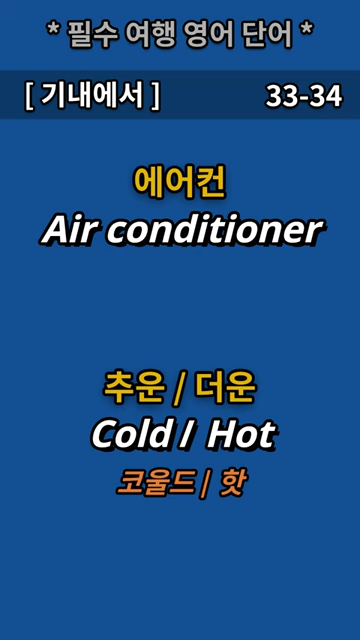 * 필수 여행 영어 단어 *
[ 기내에서 ] 33-34
에어컨
Air conditioner
추운 / 더운
Cold / Hot
코울드 / 핫